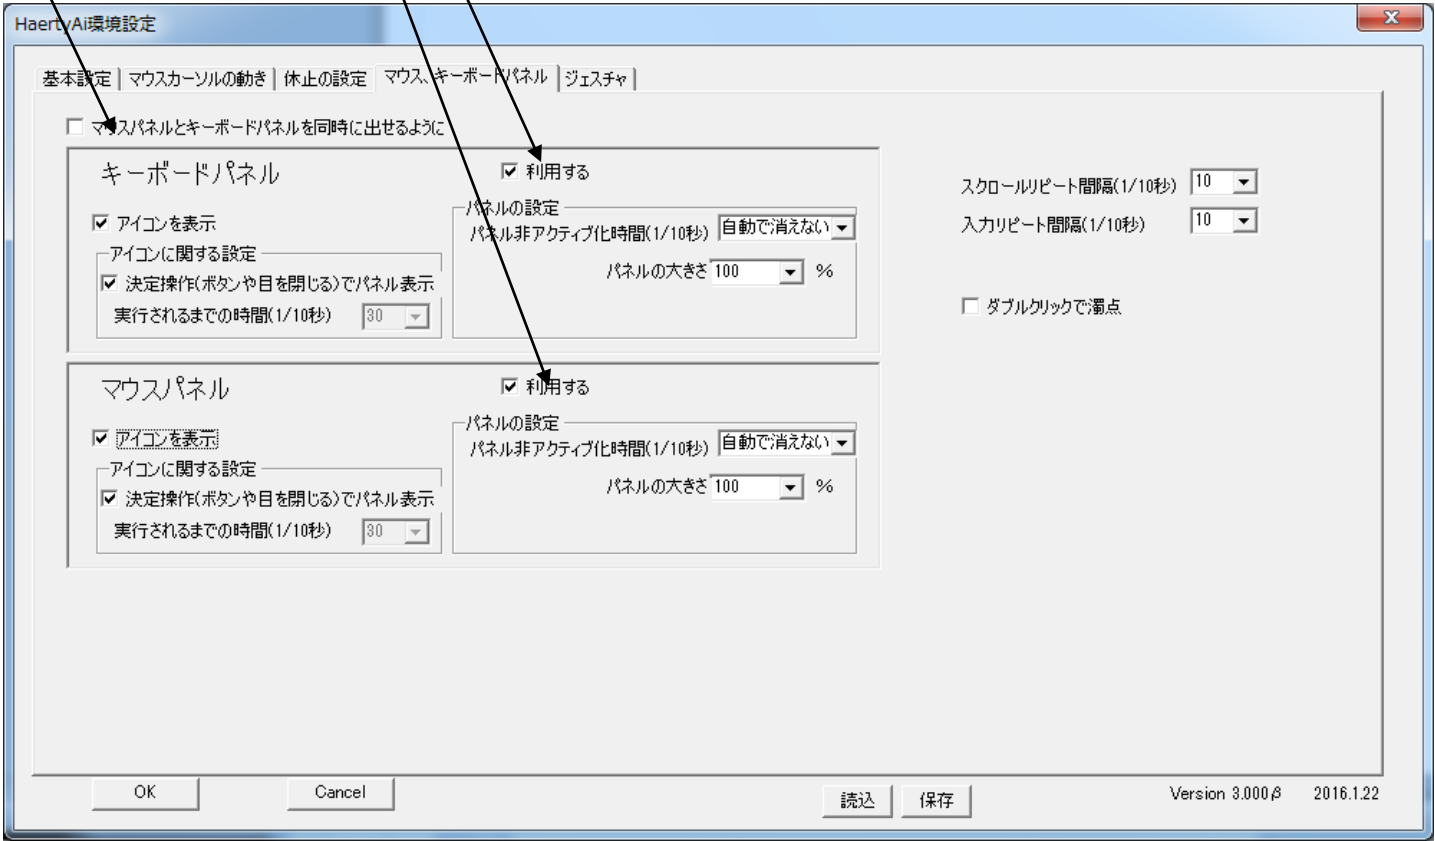 HaertyAi環境設定
基本設定 マウスカーソルの動き 休止の設定 マウス、キーボードパネル ジェスチャ
マウスパネルとキーボードパネルを同時に出せるように
キーボードパネル
利用する
アイコンを表示
アイコンに関する設定
決定操作(ボタンや目を閉じる)でパネル表示
実行されるまでの時間(1/10秒) 30
パネルの設定
パネル非アクティブ化時間(1/10秒) 自動で消えない
パネルの大きさ 100 %
スクロールリピート間隔(1/10秒) 10
入力リピート間隔(1/10秒) 10
ダブルクリックで濁点
マウスパネル
利用する
アイコンを表示
アイコンに関する設定
決定操作(ボタンや目を閉じる)でパネル表示
実行されるまでの時間(1/10秒) 30
パネルの設定
パネル非アクティブ化時間(1/10秒) 自動で消えない
パネルの大きさ 100 %
OK Cancel 読込 保存 Version 3.000β 2016.1.22